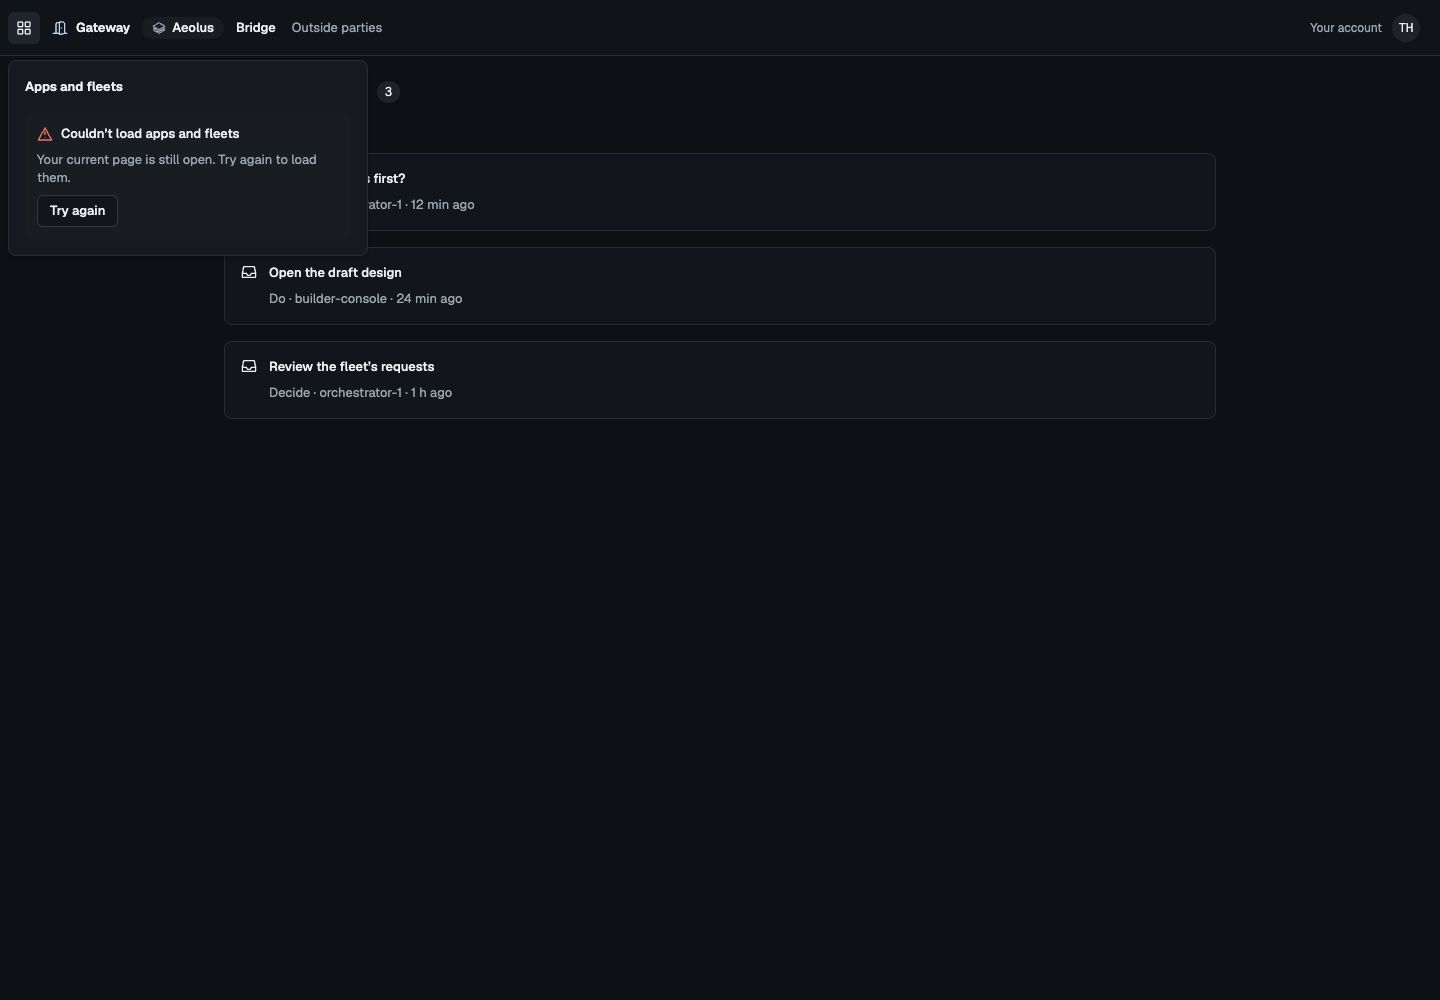 Gateway
Aeolus
Bridge
Outside parties
Your account
TH
Apps and fleets
3
Couldn't load apps and fleets
Your current page is still open. Try again to load
them.
Try again
first?
12 min ago
Open the draft design
Do · builder-console · 24 min ago
Review the fleet's requests
Decide · orchestrator-1 · 1 h ago